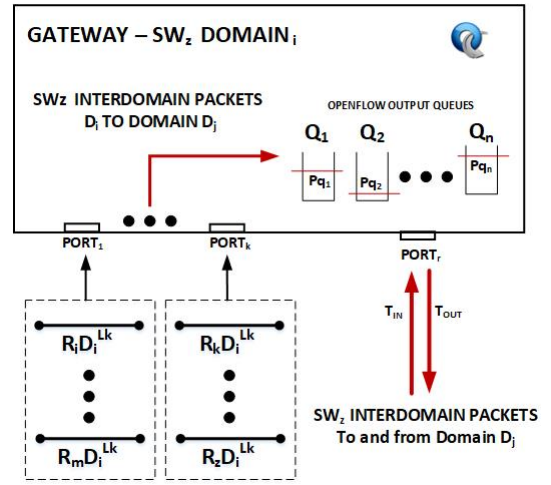 GATEWAY – SWz DOMAIN i
SWz INTERDOMAIN PACKETS
Di TO DOMAIN Dj
OPENFLOW OUTPUT QUEUES
Q1 Q2 Qn
Pq1 Pq2 Pqn
PORT1 PORTk PORTr
TIN TOUT
RiDiLk RkDiLk
RmDiLk RzDiLk
SWz INTERDOMAIN PACKETS
To and from Domain Dj